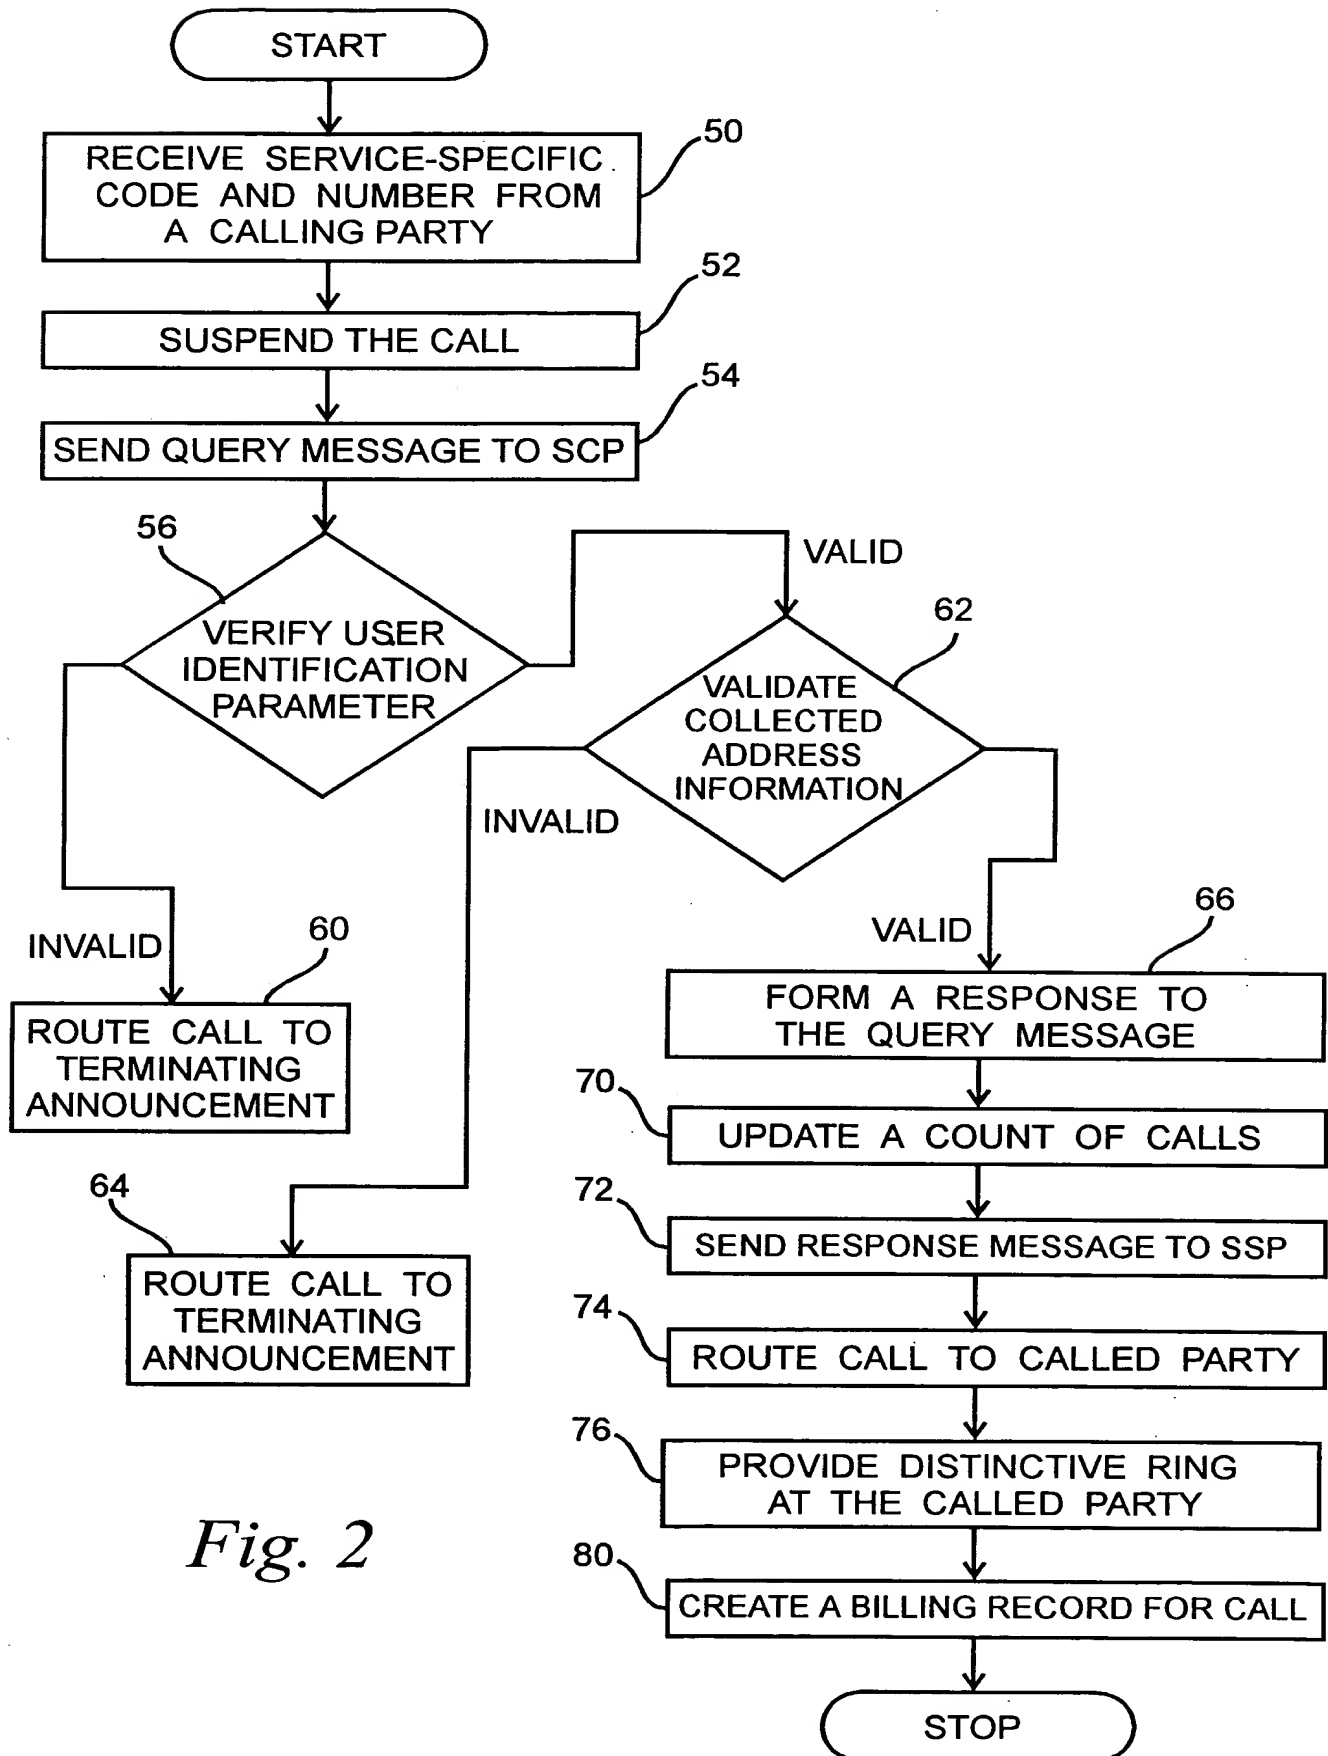 START
50
RECEIVE SERVICE-SPECIFIC
CODE AND NUMBER FROM
A CALLING PARTY
52
SUSPEND THE CALL
54
SEND QUERY MESSAGE TO SCP
56
VERIFY USER
IDENTIFICATION
PARAMETER
VALID
62
VALIDATE
COLLECTED
ADDRESS
INFORMATION
INVALID
INVALID
60
ROUTE CALL TO
TERMINATING
ANNOUNCEMENT
64
ROUTE CALL TO
TERMINATING
ANNOUNCEMENT
VALID
66
FORM A RESPONSE TO
THE QUERY MESSAGE
70
UPDATE A COUNT OF CALLS
72
SEND RESPONSE MESSAGE TO SSP
74
ROUTE CALL TO CALLED PARTY
76
PROVIDE DISTINCTIVE RING
AT THE CALLED PARTY
80
CREATE A BILLING RECORD FOR CALL
STOP
Fig. 2